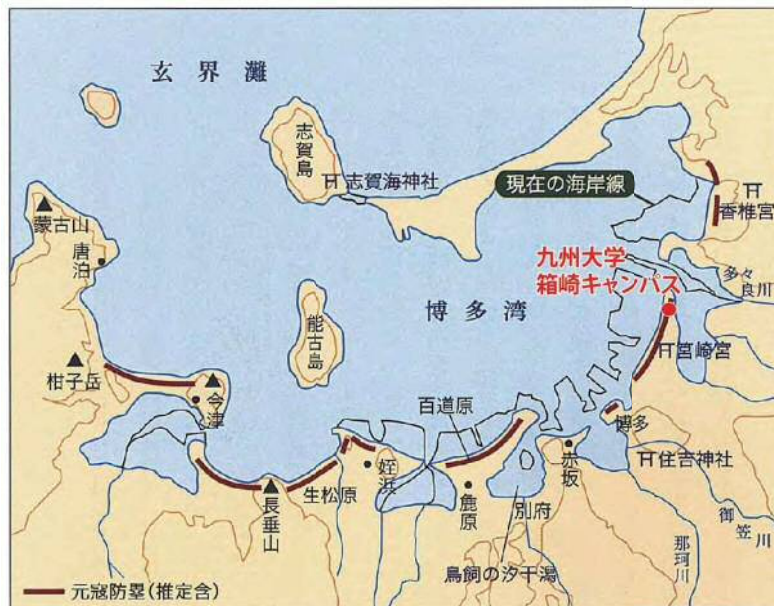 玄界灘
志賀島
志賀海神社
現在の海岸線
香椎宮
蒙古山
唐泊
九州大学
箱崎キャンパス
多々良川
能古島
博多湾
筥崎宮
柑子岳
今津
百道原
博多
住吉神社
姪浜
赤坂
生松原
長垂山
鹿原
別府
鳥飼の汐干潟
御笠川
那珂川
元寇防塁(推定含)